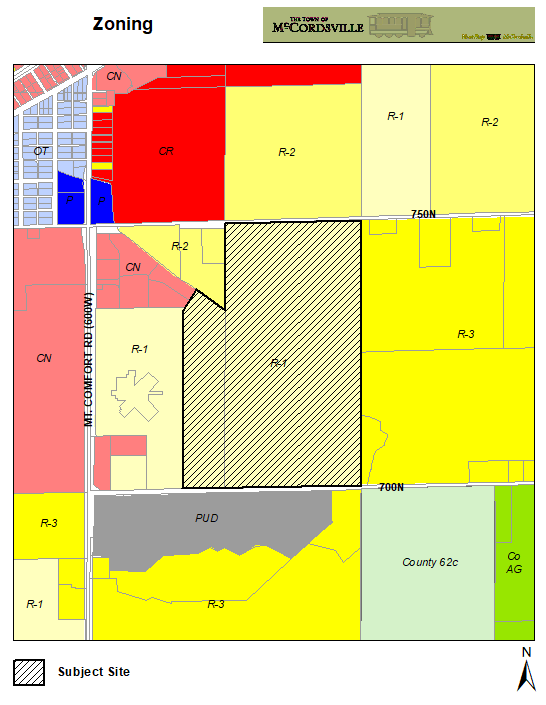 Zoning
THE TOWN OF
McCORDSVILLE
CN
R-1
R-2
OT
CR
R-2
P
P
750N
R-2
CN
R-3
MT. COMFORT RD (600W)
CN
R-1
R-1
700N
PUD
R-3
County 62c
Co
AG
R-1
R-3
Subject Site
N